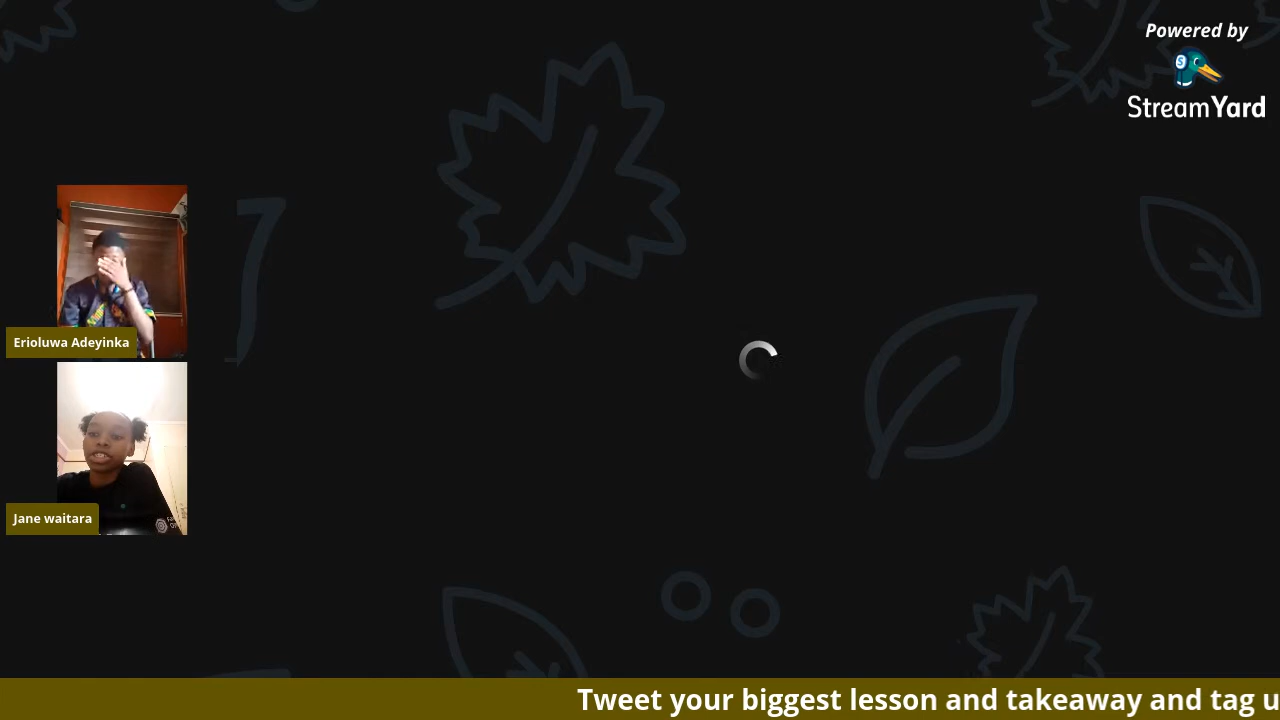 Powered by
StreamYard
Erioluwa Adeyinka
Jane waitara
Tweet your biggest lesson and takeaway and tag u